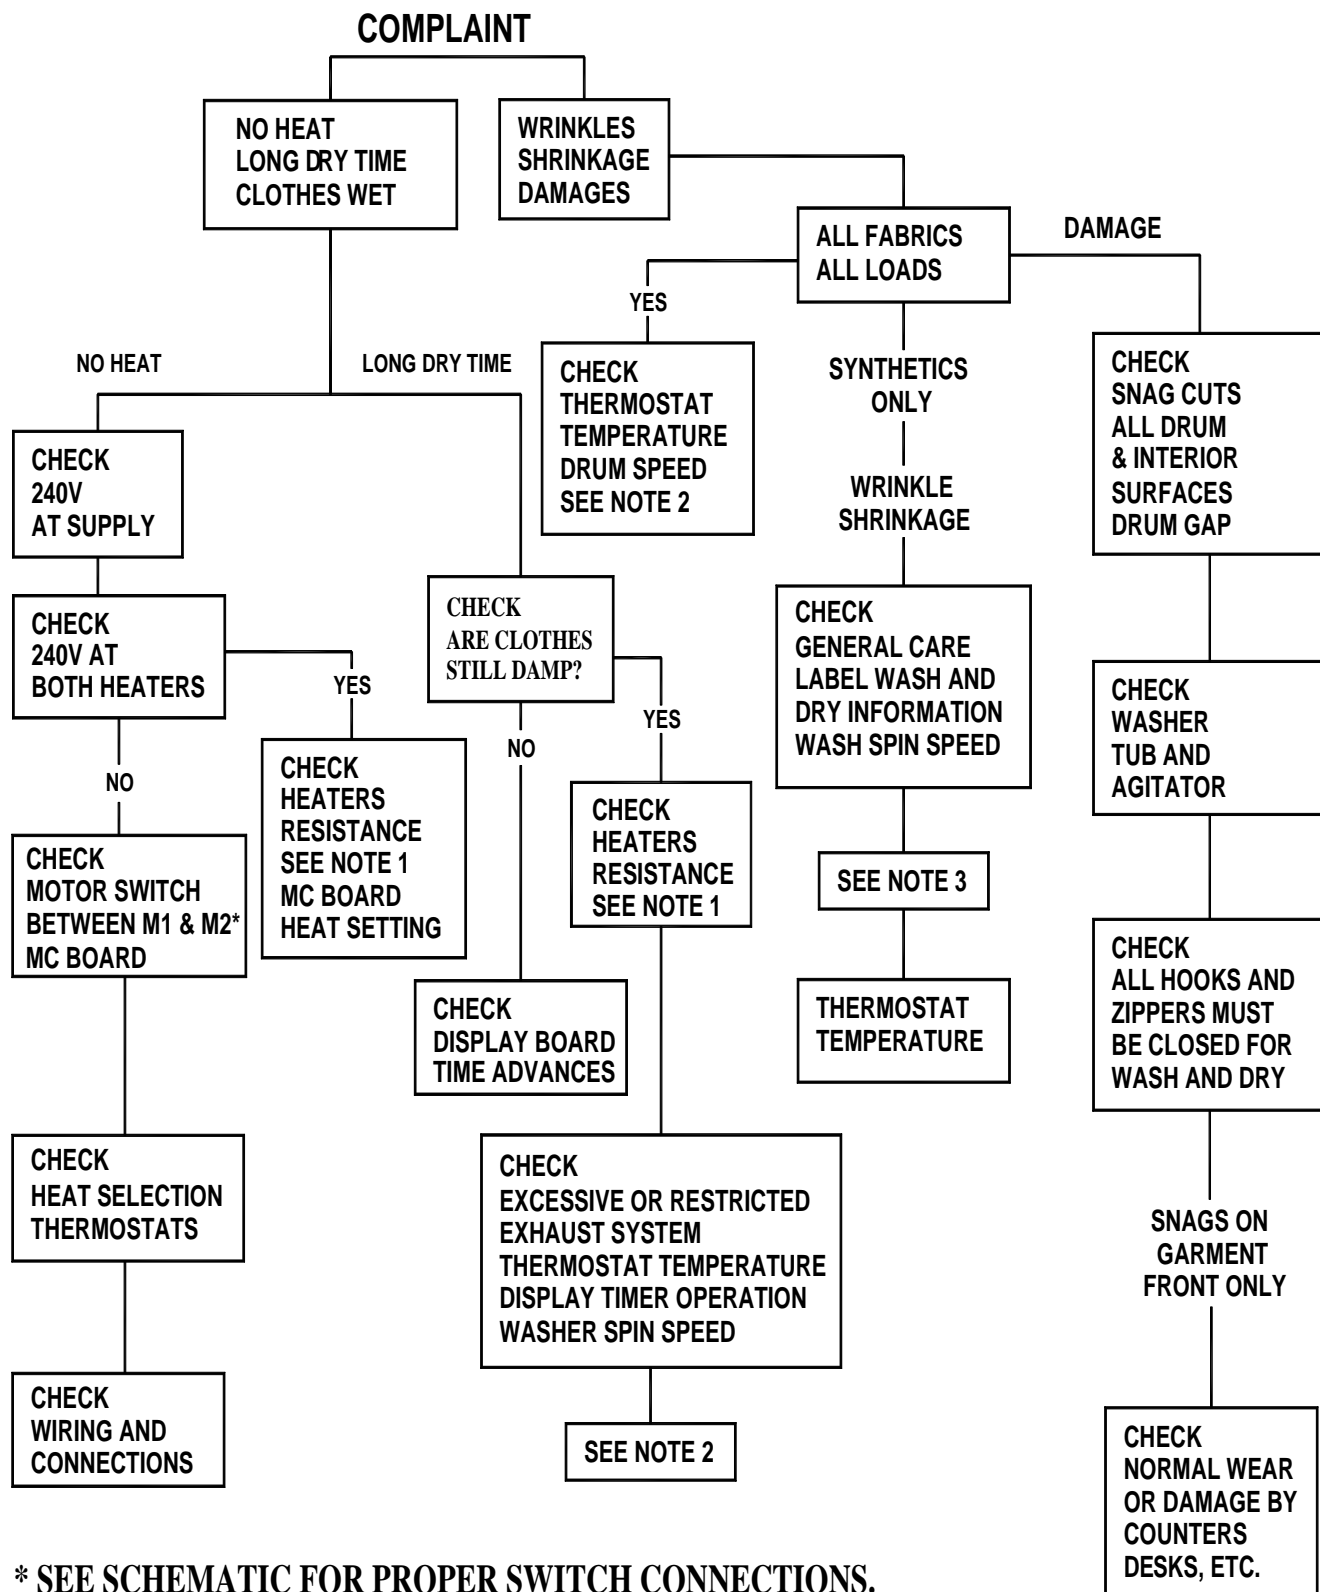 COMPLAINT
NO HEAT
LONG DRY TIME
CLOTHES WET
WRINKLES
SHRINKAGE
DAMAGES
ALL FABRICS
ALL LOADS
DAMAGE
YES
NO HEAT
LONG DRY TIME
CHECK
THERMOSTAT
TEMPERATURE
DRUM SPEED
SEE NOTE 2
SYNTHETICS
ONLY
WRINKLE
SHRINKAGE
CHECK
SNAG CUTS
ALL DRUM
& INTERIOR
SURFACES
DRUM GAP
CHECK
240V
AT SUPPLY
CHECK
240V AT
BOTH HEATERS
YES
NO
CHECK
ARE CLOTHES
STILL DAMP?
YES
NO
CHECK
GENERAL CARE
LABEL WASH AND
DRY INFORMATION
WASH SPIN SPEED
CHECK
WASHER
TUB AND
AGITATOR
CHECK
HEATERS
RESISTANCE
SEE NOTE 1
MC BOARD
HEAT SETTING
CHECK
HEATERS
RESISTANCE
SEE NOTE 1
CHECK
MOTOR SWITCH
BETWEEN M1 & M2*
MC BOARD
SEE NOTE 3
CHECK
ALL HOOKS AND
ZIPPERS MUST
BE CLOSED FOR
WASH AND DRY
CHECK
DISPLAY BOARD
TIME ADVANCES
THERMOSTAT
TEMPERATURE
CHECK
HEAT SELECTION
THERMOSTATS
CHECK
EXCESSIVE OR RESTRICTED
EXHAUST SYSTEM
THERMOSTAT TEMPERATURE
DISPLAY TIMER OPERATION
WASHER SPIN SPEED
SNAGS ON
GARMENT
FRONT ONLY
CHECK
WIRING AND
CONNECTIONS
SEE NOTE 2
CHECK
NORMAL WEAR
OR DAMAGE BY
COUNTERS
DESKS, ETC.
* SEE SCHEMATIC FOR PROPER SWITCH CONNECTIONS.